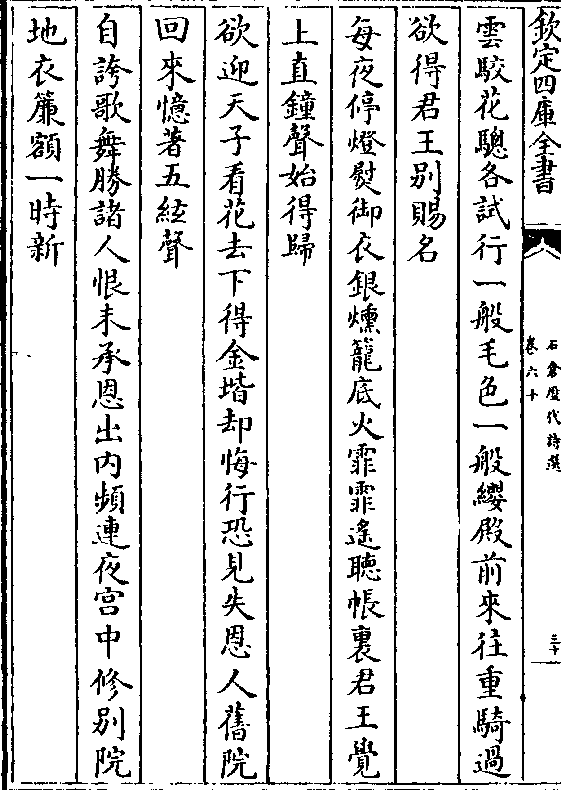 欽定四庫全書
石倉歷代詩選
卷六十
三十
雲駮花驄各試行一般毛色一般纓殿前來往重騎過
欲得君王别賜名
每夜停燈熨御衣銀燻籠底火霏霏遙聽帳裏君王覺
上直鐘聲始得歸
欲迎天子看花去下得金堦却悔行恐見失恩人舊院
回來憶著五絃聲
自誇歌舞勝諸人恨未承恩出内頻連夜宫中修别院
地衣簾額一時新